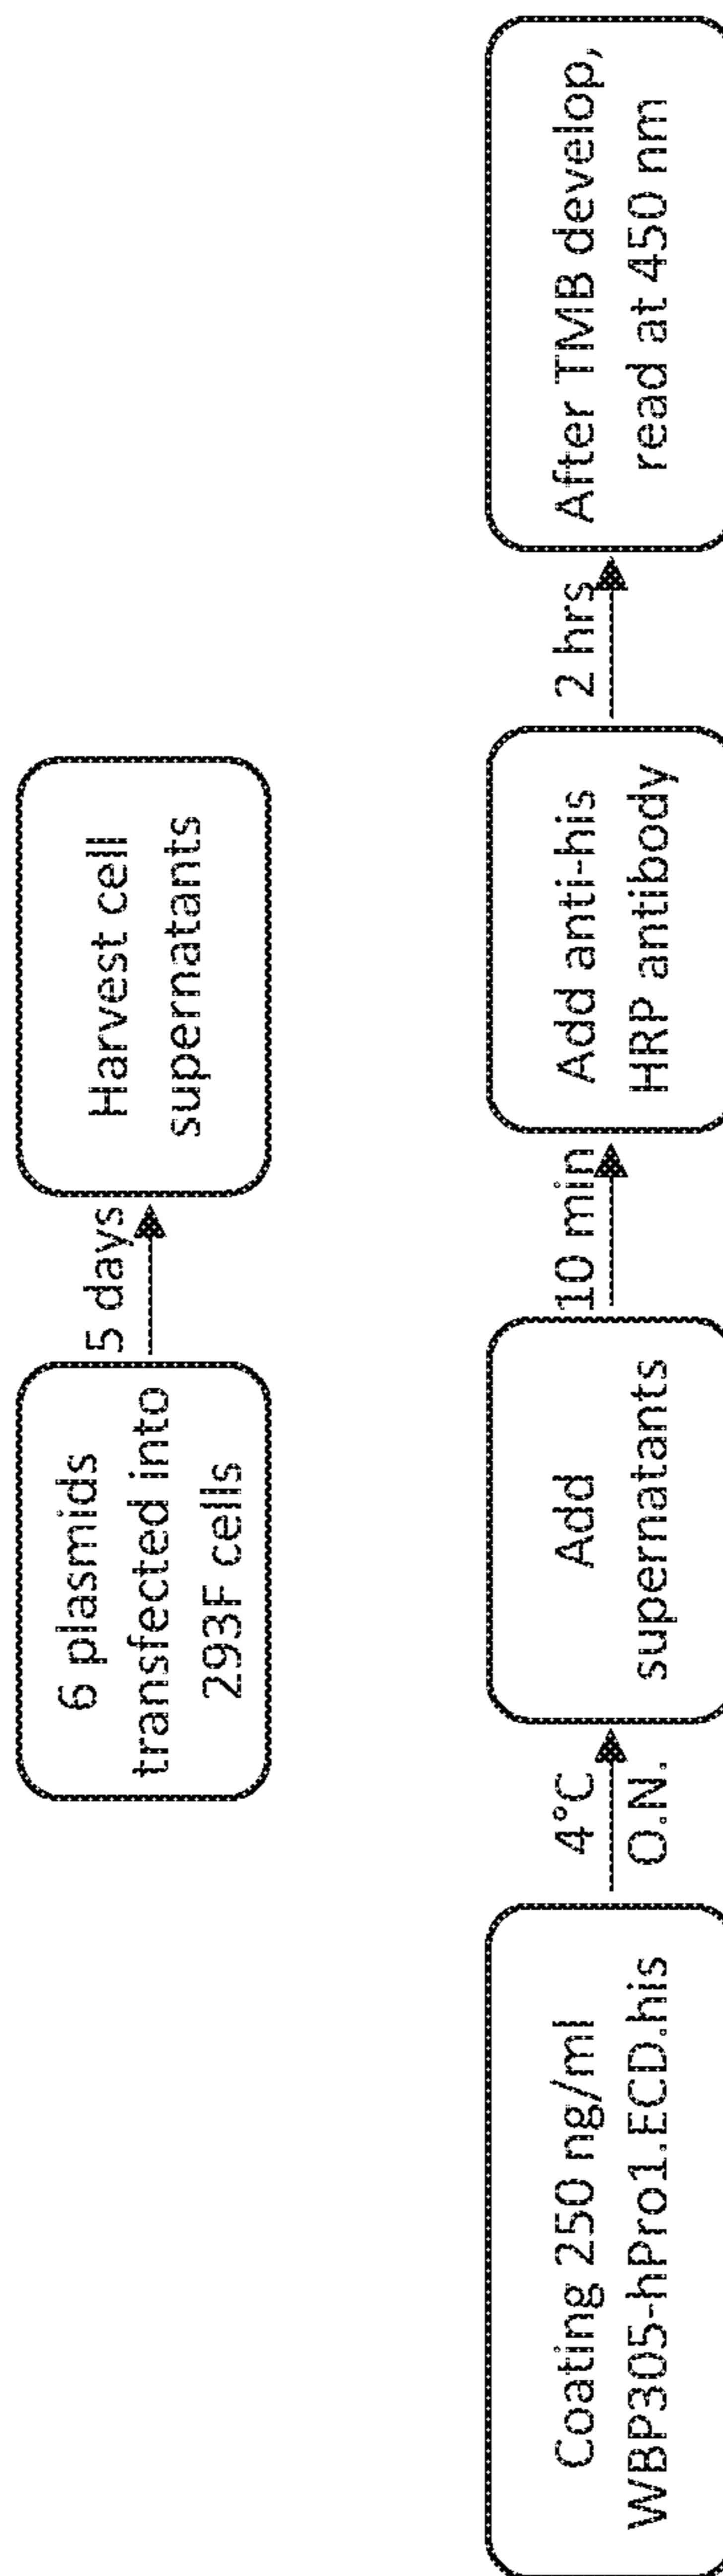 6 plasmids
transfected into
293F cells
5 days
Harvest cell
supernatants
Coating 250 ng/ml
WBP305-hPro1.ECD.his
4°C
O.N.
Add
supernatants
10 min
Add anti-his
HRP antibody
2 hrs
After TMB develop,
read at 450 nm